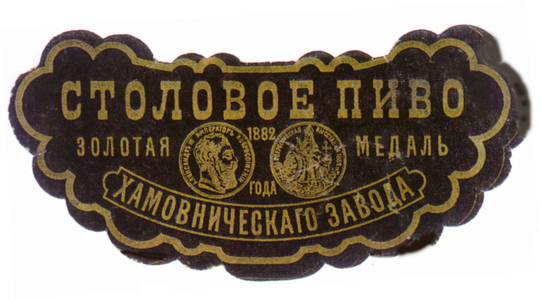 СТОЛОВОЕ ПИВО
ЗОЛОТАЯ 1882 ГОДА МЕДАЛЬ
ХАМОВНИЧЕСКАГО ЗАВОДА